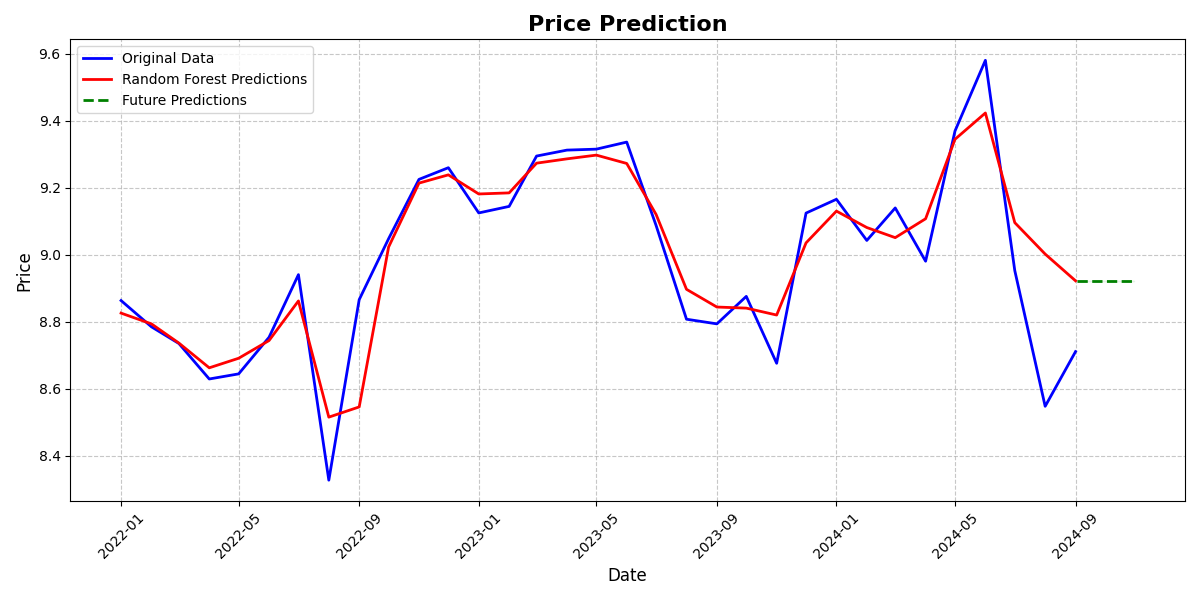 Price Prediction
Original Data
Random Forest Predictions
Future Predictions
Price
9.6
9.4
9.2
9.0
8.8
8.6
8.4
2022-01
2022-05
2022-09
2023-01
2023-05
2023-09
2024-01
2024-05
2024-09
Date